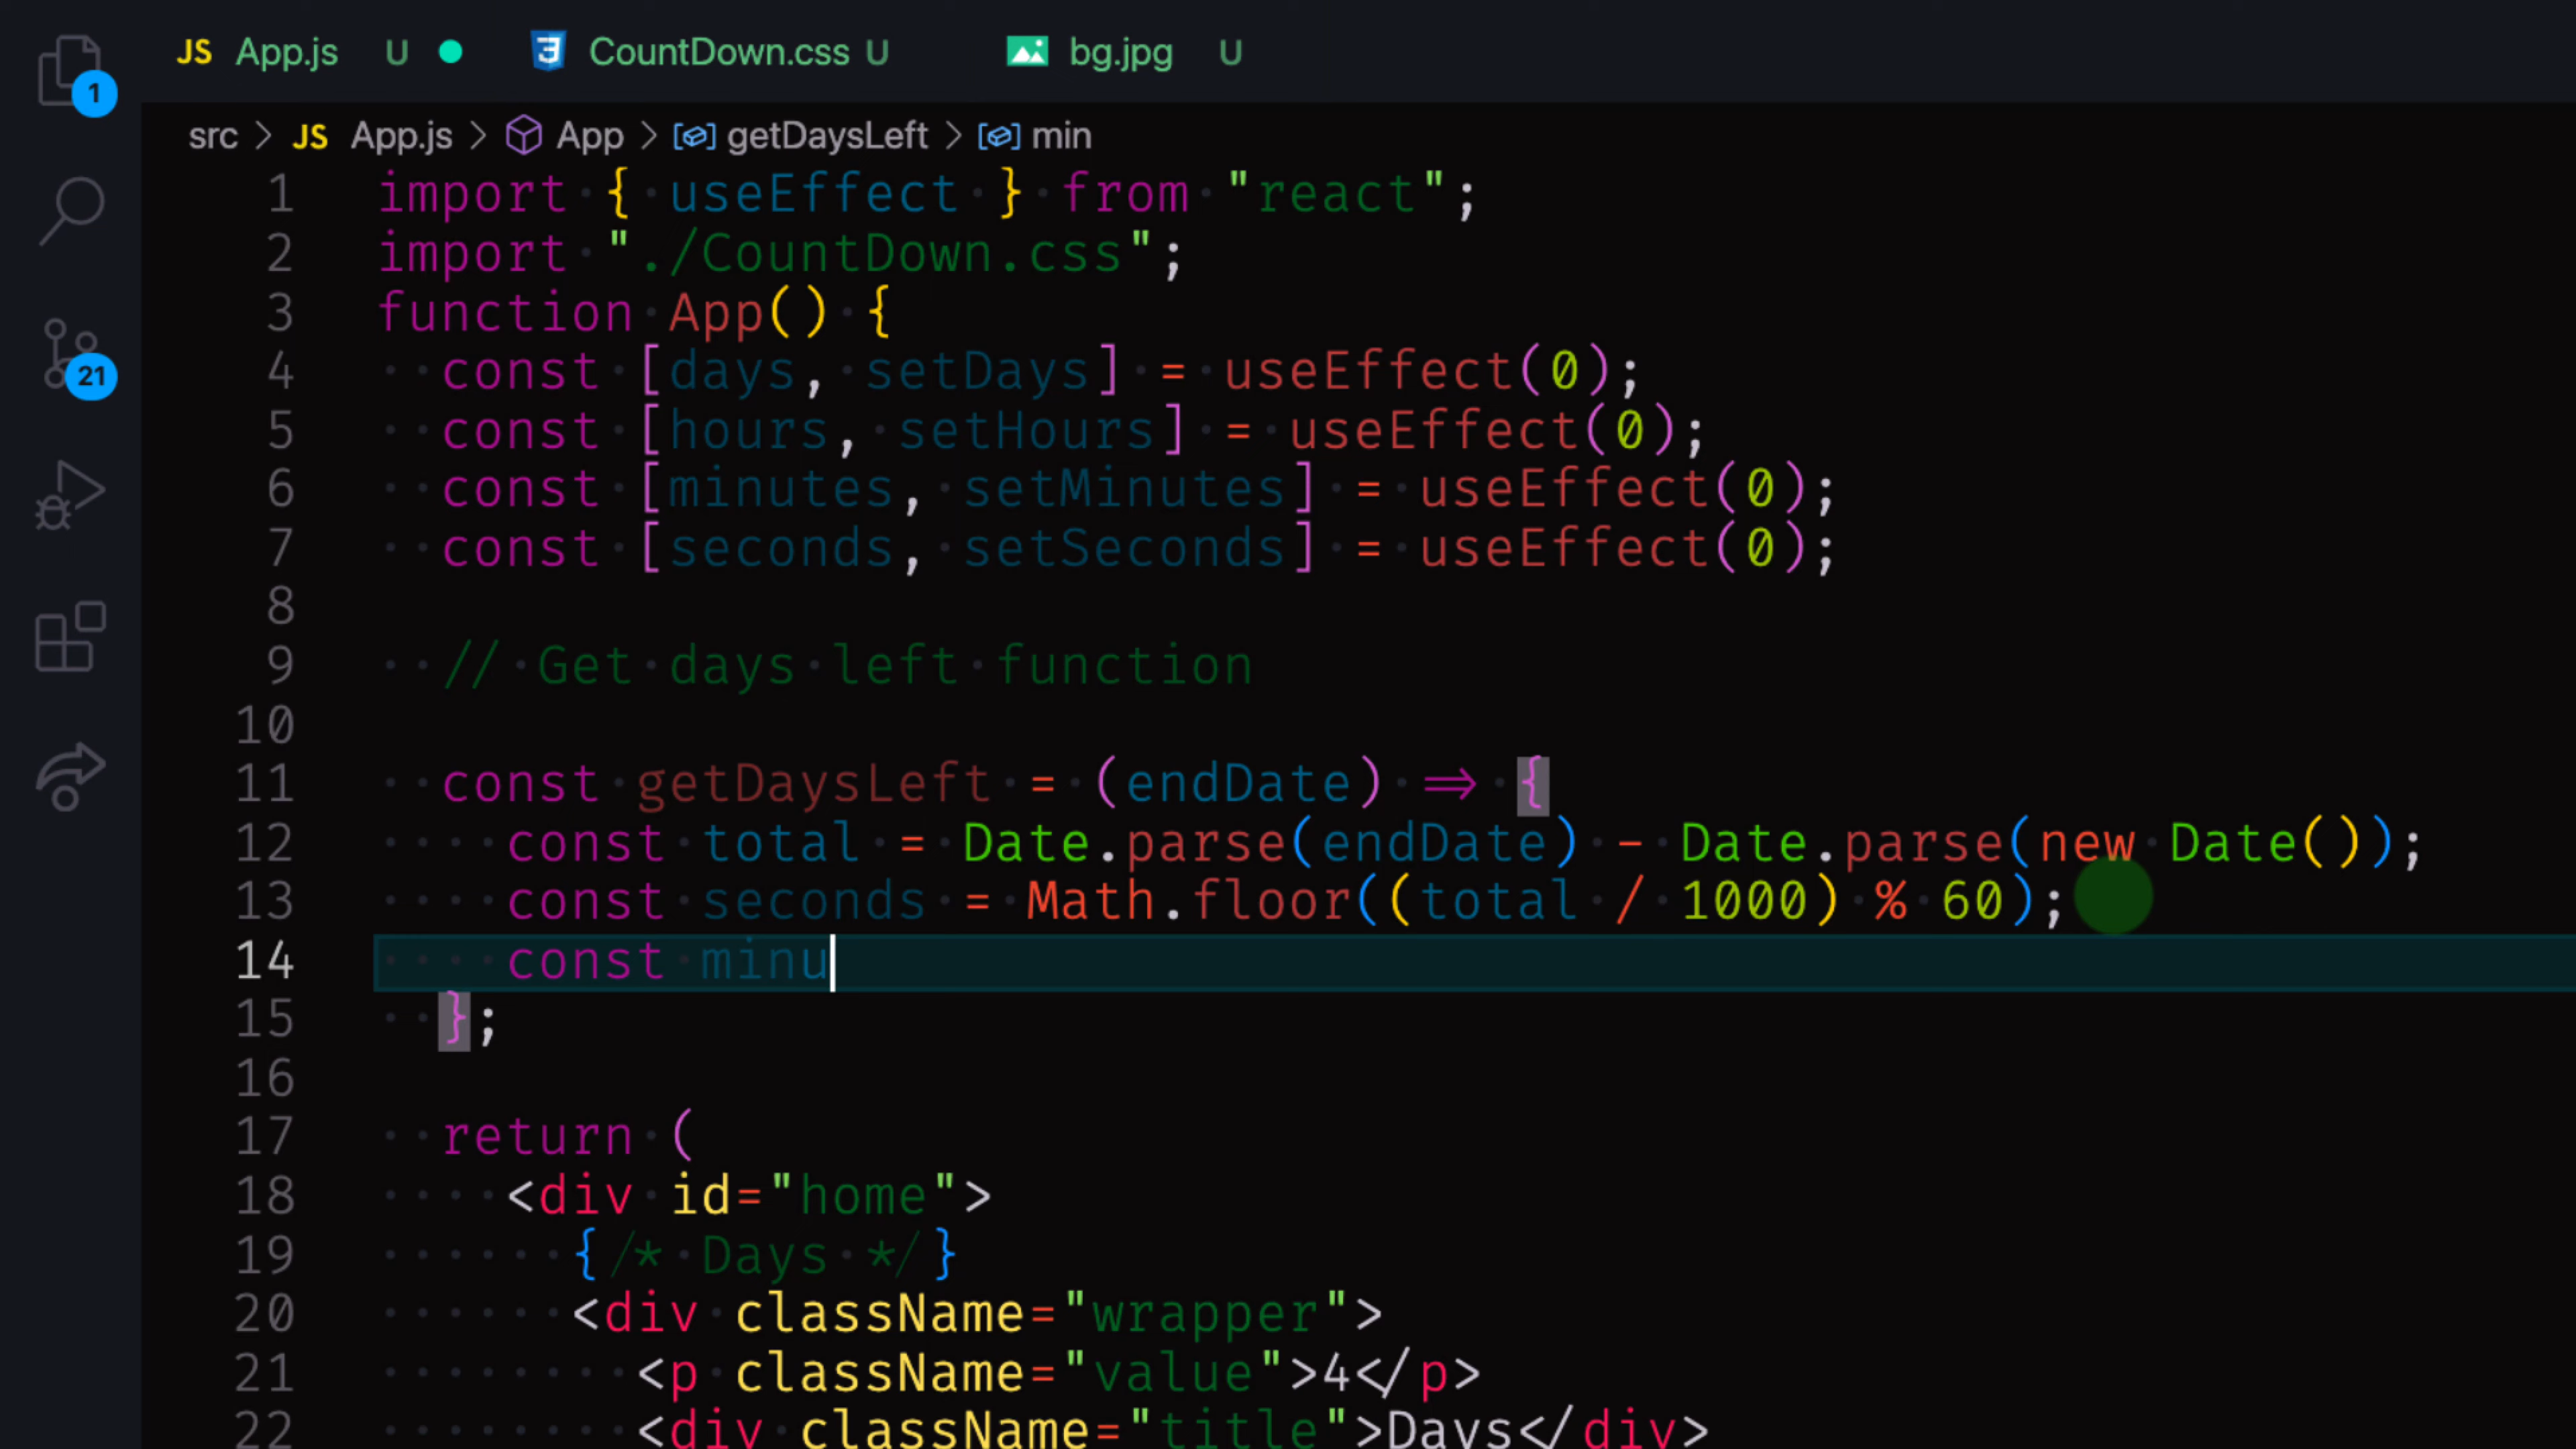 JS App.js U CountDown.css U bg.jpg U
1
src > JS App.js > App > getDaysLeft > min
1 import { useEffect } from "react";
2 import "./CountDown.css";
3 function App() {
4 const [days, setDays] = useEffect(0);
21
5 const [hours, setHours] = useEffect(0);
6 const [minutes, setMinutes] = useEffect(0);
7 const [seconds, setSeconds] = useEffect(0);
8
9 // Get days left function
10
11 const getDaysLeft = (endDate) => {
12 const total = Date.parse(endDate) - Date.parse(new Date());
13 const seconds = Math.floor((total / 1000) % 60);
14 const minu
15 };
16
17 return (
18 <div id="home">
19 {/* Days */}
20 <div className="wrapper">
21 <p className="value">4</p>
22 <div className="title">Days</div>